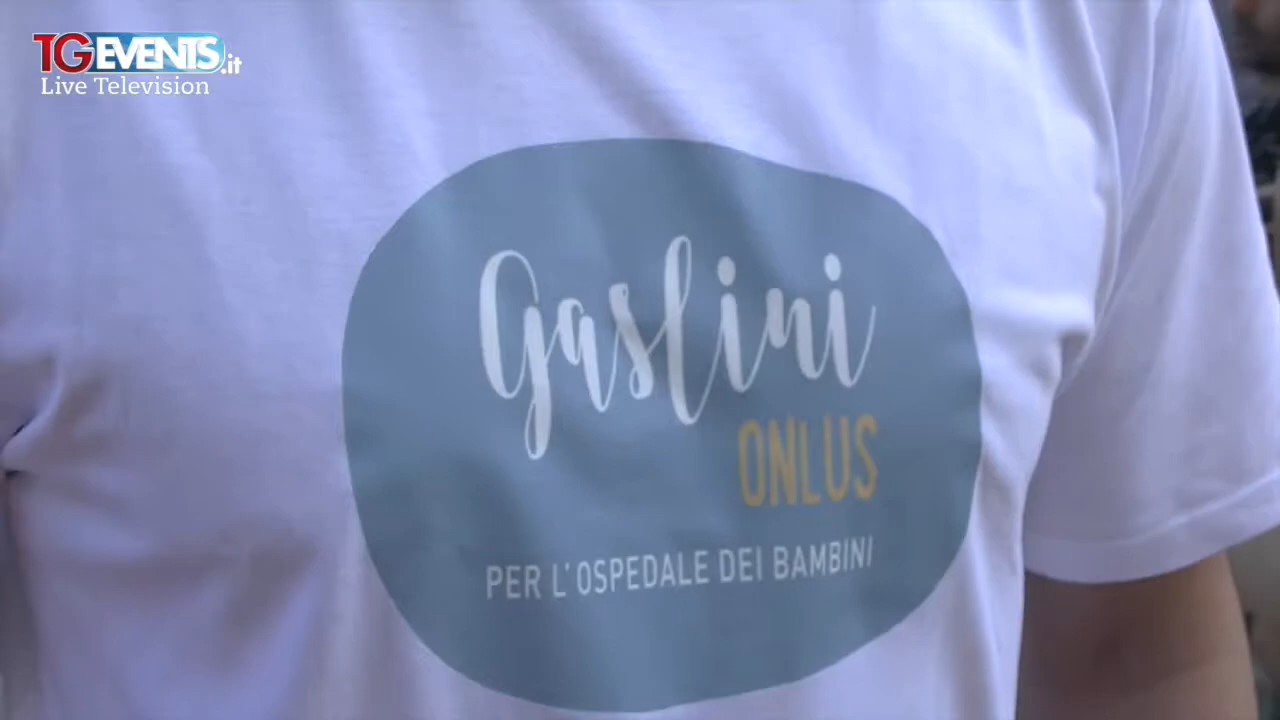 TGEVENTS.it
Live Television
Gaslini
ONLUS
PER L'OSPEDALE DEI BAMBINI